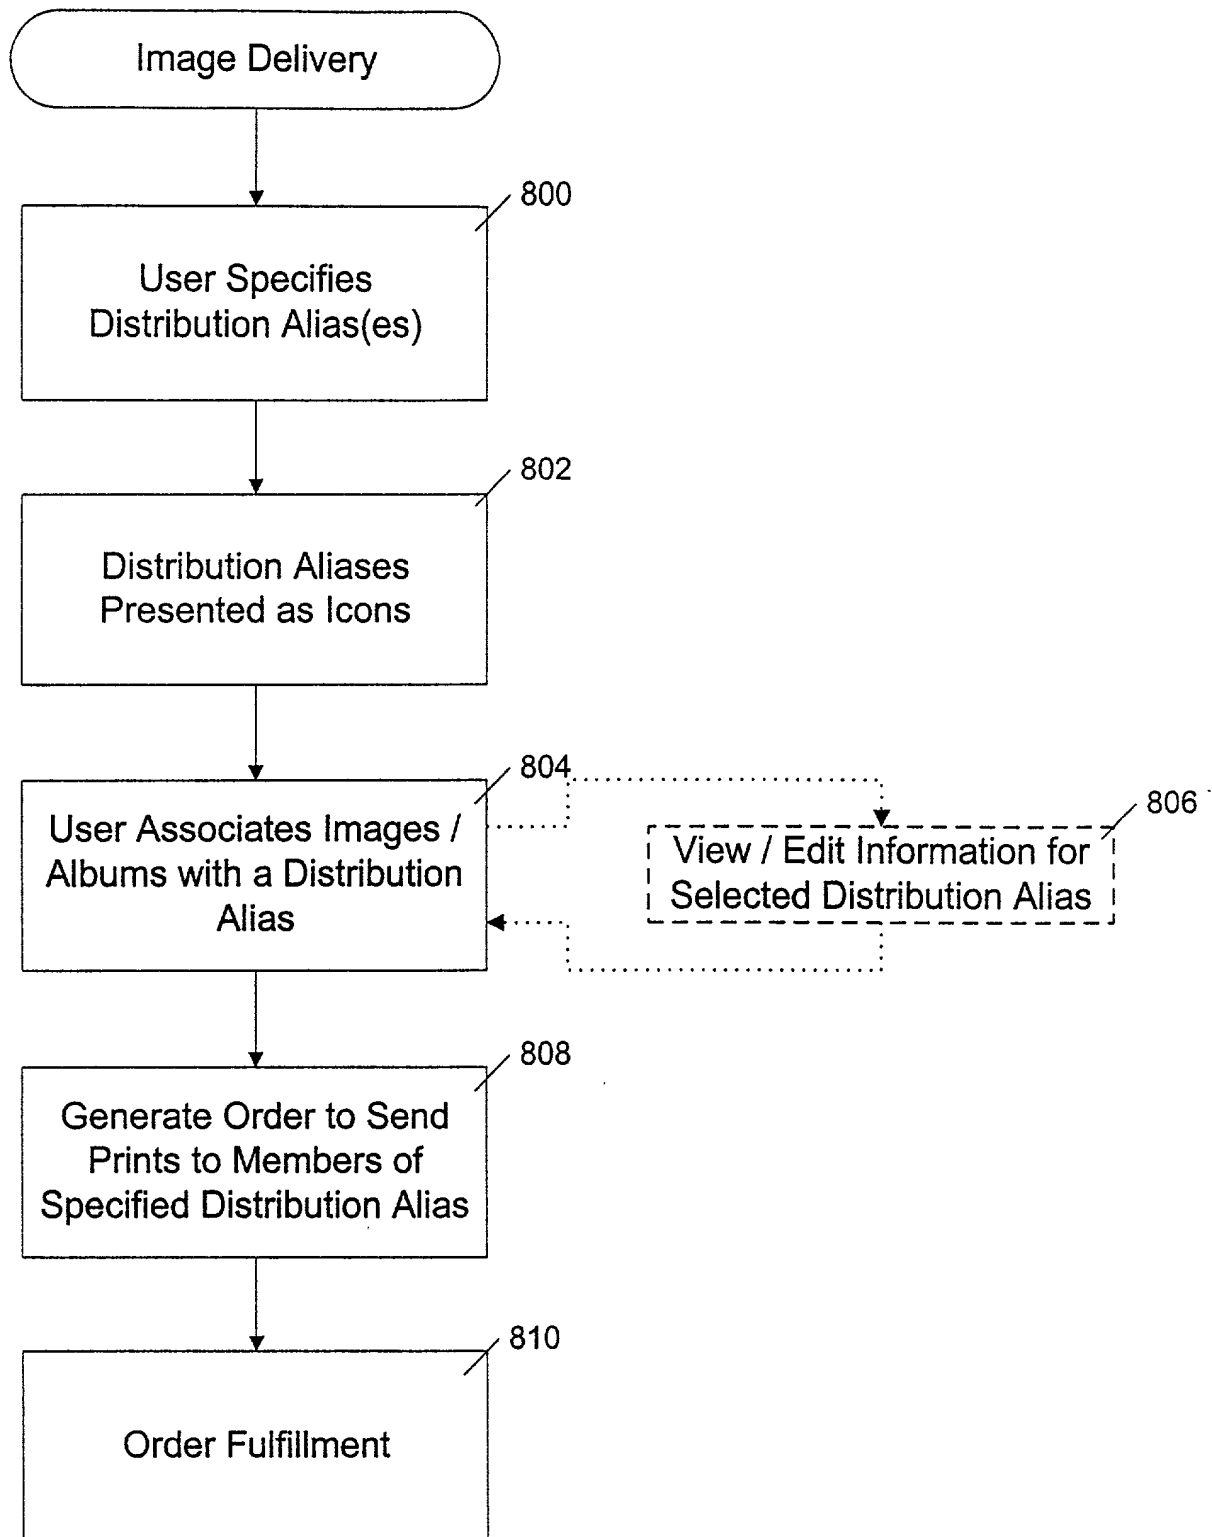 Image Delivery
800
User Specifies
Distribution Alias(es)
802
Distribution Aliases
Presented as Icons
804
User Associates Images /
Albums with a Distribution
Alias
806
View / Edit Information for
Selected Distribution Alias
808
Generate Order to Send
Prints to Members of
Specified Distribution Alias
810
Order Fulfillment